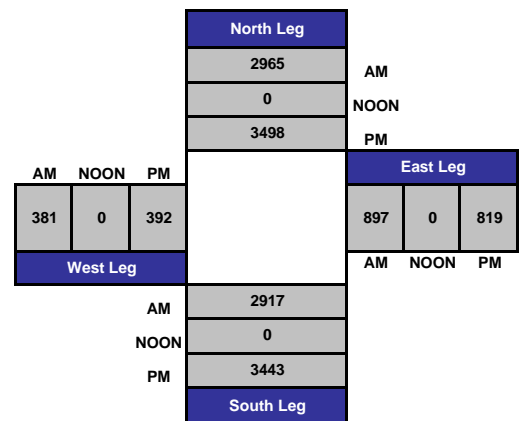 North Leg
2965 AM
0 NOON
3498 PM
AM NOON PM
East Leg
381 0 392
897 0 819
West Leg
AM NOON PM
AM 2917
NOON 0
PM 3443
South Leg